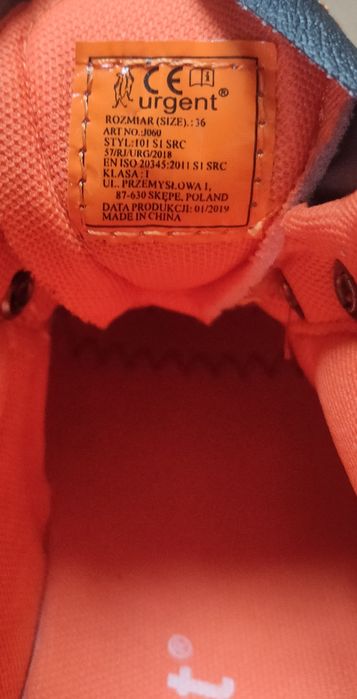 CE i
urgent®
ROZMIAR (SIZE).: 36
ART NO.:J060
STYL:101 S1 SRC
57/RJ/URG/2018
EN ISO 20345:2011 S1 SRC
KLASA: I
UL. PRZEMYSŁOWA 1,
87-630 SKĘPE, POLAND
DATA PRODUKCJI: 01/2019
MADE IN CHINA
t®